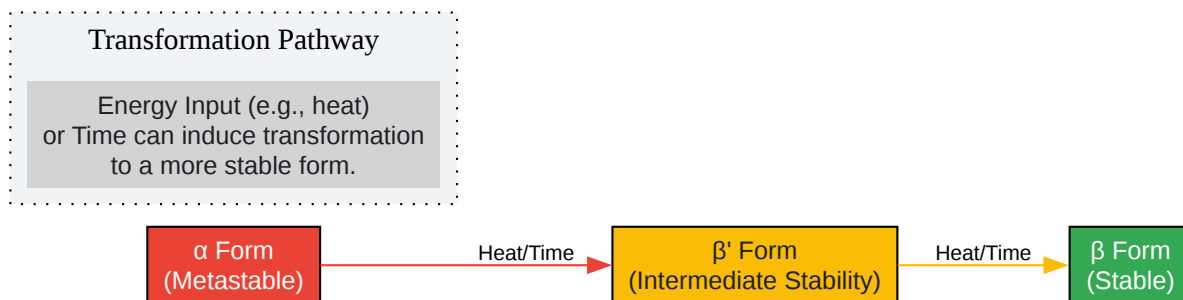 Transformation Pathway
Energy Input (e.g., heat)
or Time can induce transformation
to a more stable form.
α Form
(Metastable)
Heat/Time
β' Form
(Intermediate Stability)
Heat/Time
β Form
(Stable)